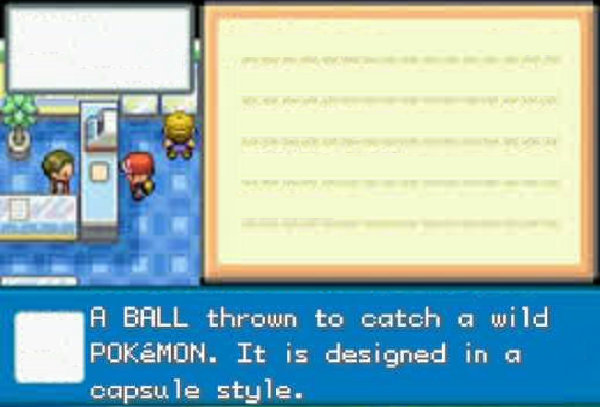 A BALL thrown to catch a wild
POKéMON. It is designed in a
capsule style.